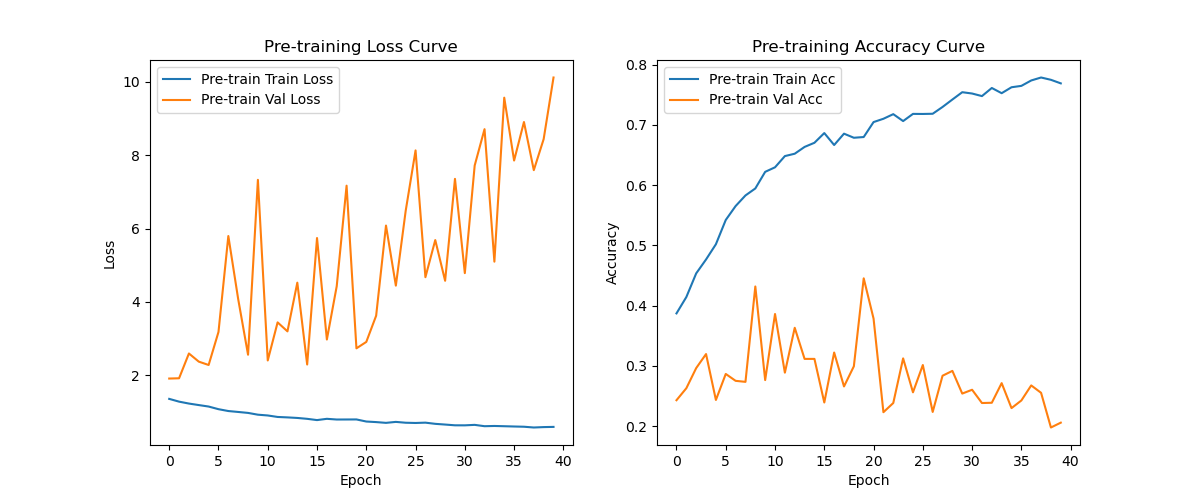 Pre-training Loss Curve
Pre-train Train Loss
Pre-train Val Loss
10
8
6
4
2
Loss
0 5 10 15 20 25 30 35 40
Epoch
Pre-training Accuracy Curve
Pre-train Train Acc
Pre-train Val Acc
0.8
0.7
0.6
0.5
0.4
0.3
0.2
Accuracy
0 5 10 15 20 25 30 35 40
Epoch